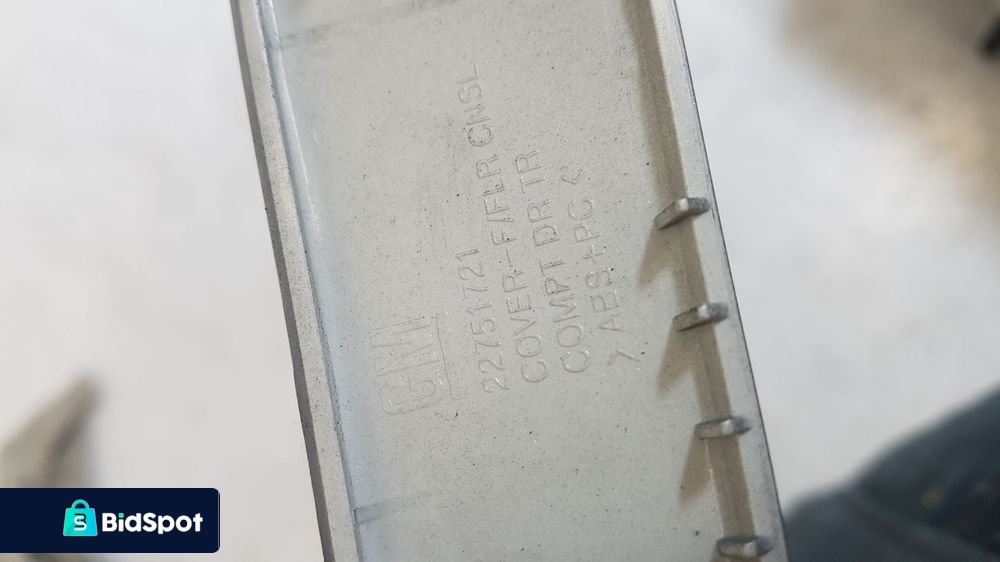 GM
22751721
COVER-F/FLR CNSL
COMPT DR TR
>ABS+PC<
BidSpot